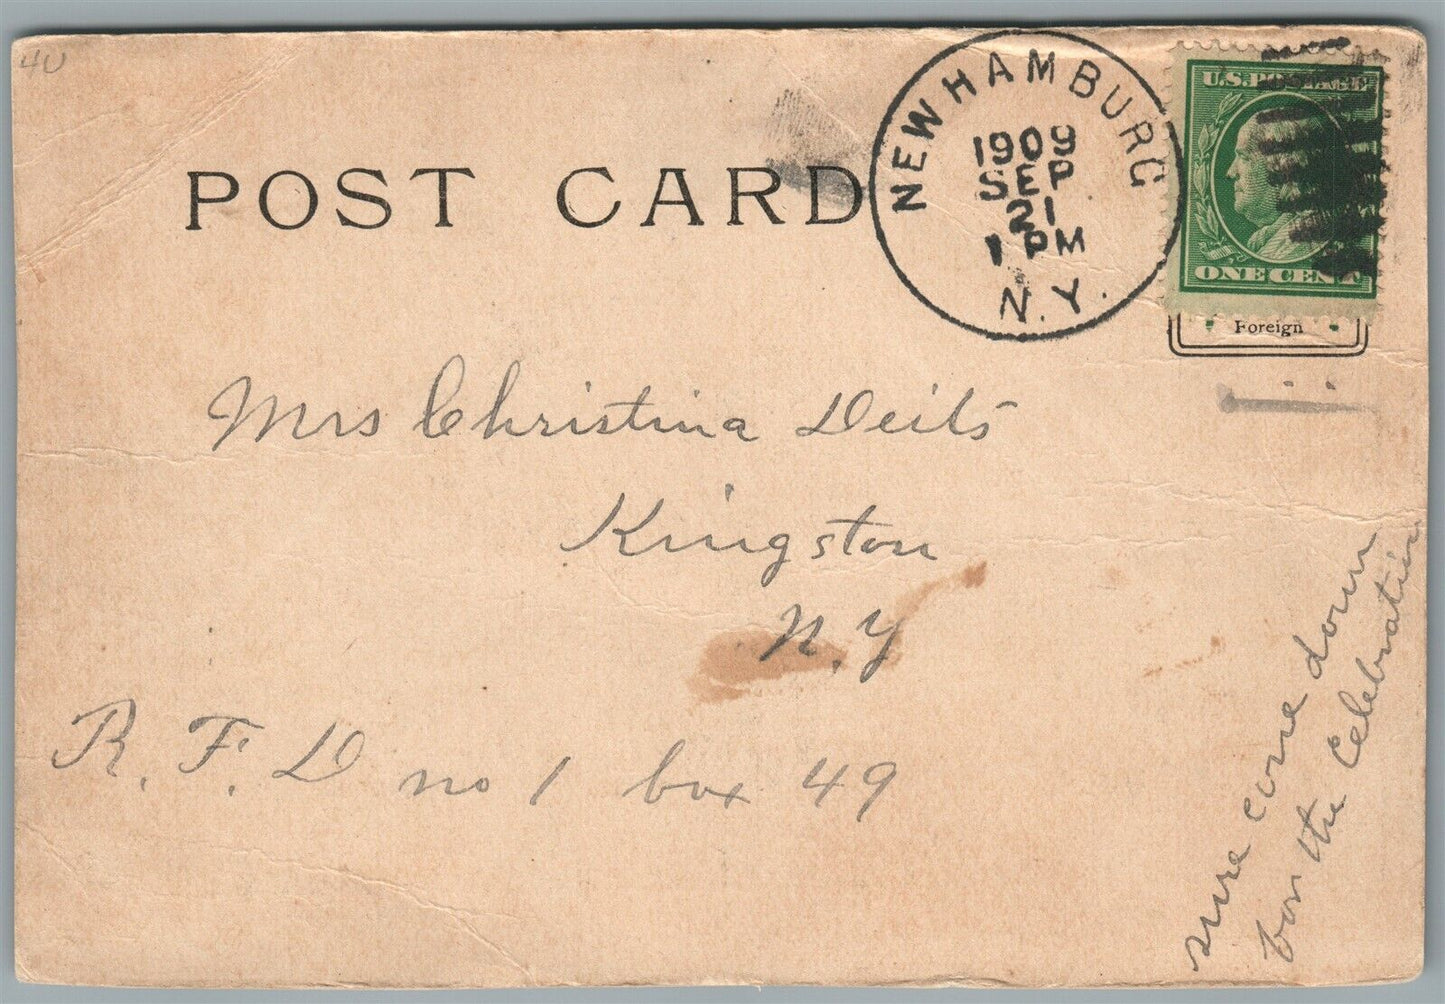 4U
POST CARD
NEW HAMBURG
1909
SEP
21
1 PM
N.Y.
U.S. POSTAGE
ONE CENT
Foreign
Mrs Christina Deits
Kingston
N.Y
R.F.D no 1 box 49
sure come down
for the Celebration